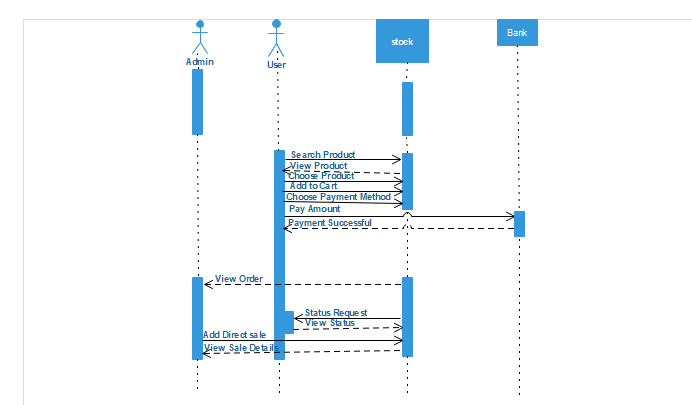 Admin
User
stock
Bank
Search Product
View Product
Choose Product
Add to Cart
Choose Payment Method
Pay Amount
Payment Successful
View Order
Status Request
View Status
Add Direct sale
View Sale Details